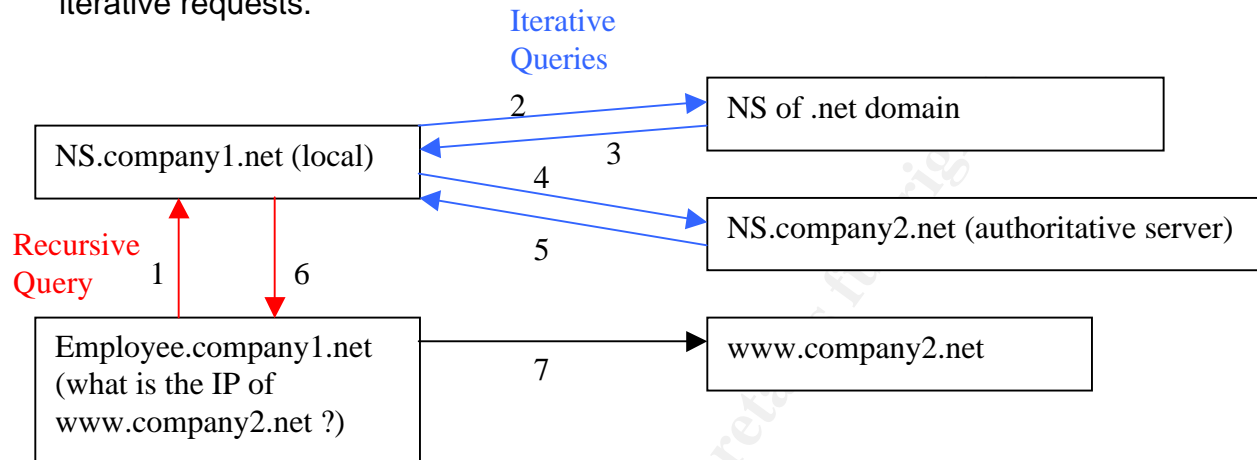 iterative requests.
Iterative
Queries
2
NS of .net domain
NS.company1.net (local)
3
4
NS.company2.net (authoritative server)
5
Recursive
Query
1
6
Employee.company1.net
(what is the IP of
www.company2.net ?)
7
www.company2.net